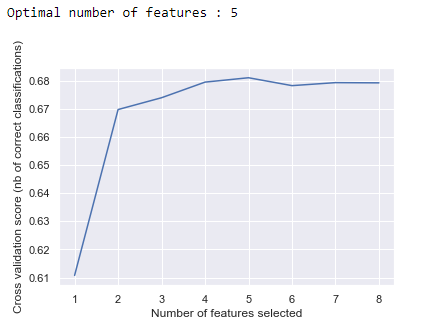 Optimal number of features : 5
Cross validation score (nb of correct classifications)
0.68
0.67
0.66
0.65
0.64
0.63
0.62
0.61
1 2 3 4 5 6 7 8
Number of features selected